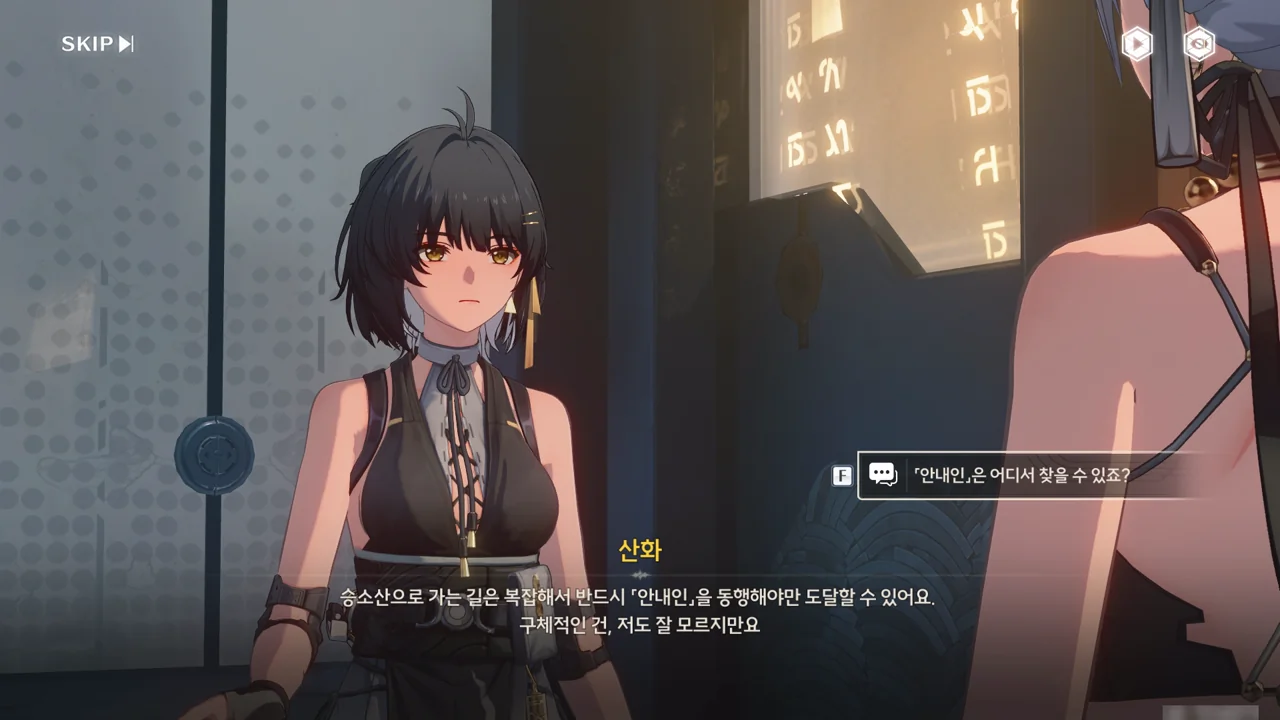 SKIP
F
「안내인」은 어디서 찾을 수 있죠?
산화
승소산으로 가는 길은 복잡해서 반드시 「안내인」을 동행해야만 도달할 수 있어요.
구체적인 건, 저도 잘 모르지만요